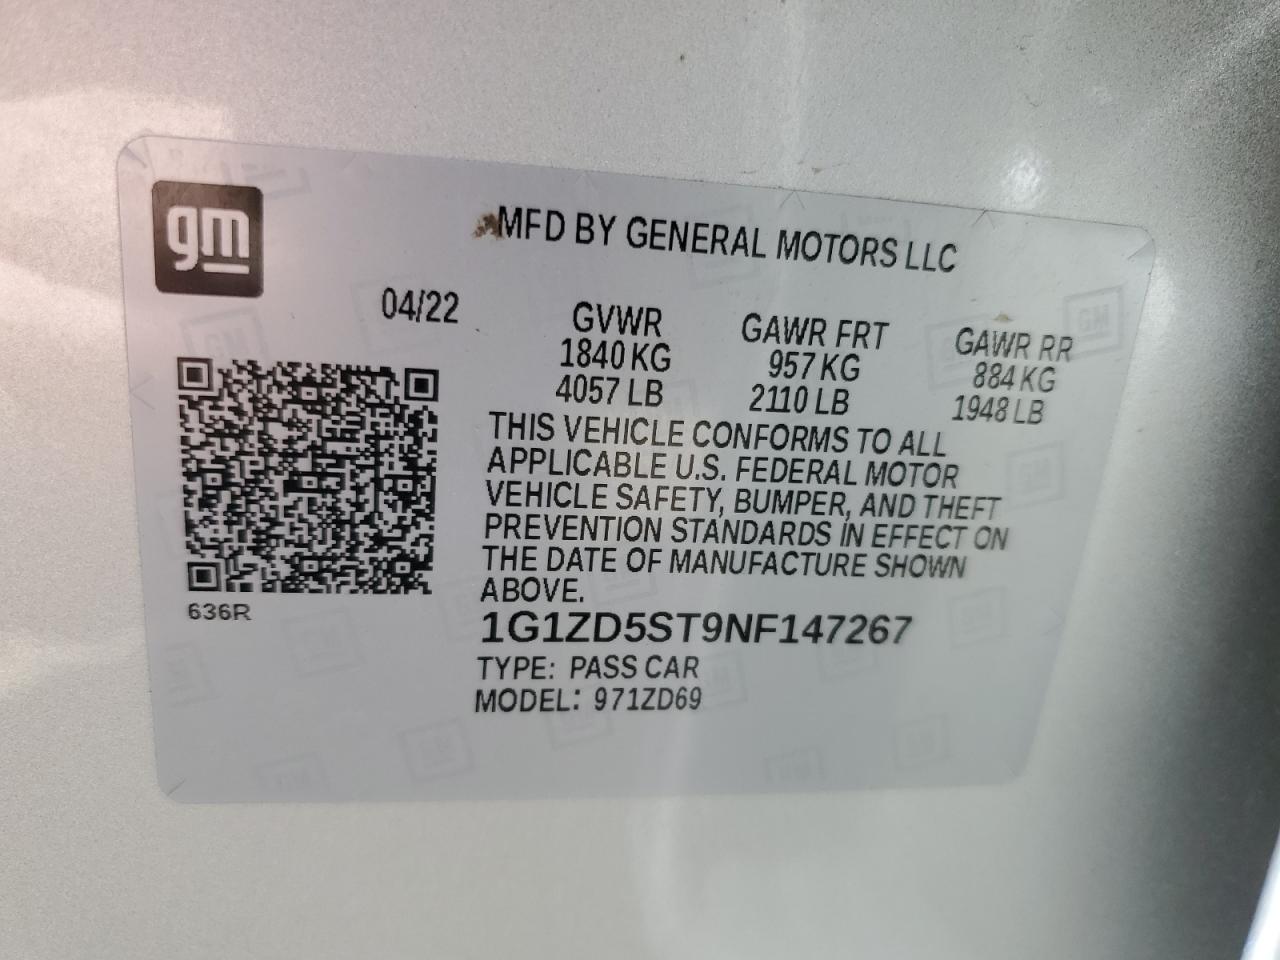 gm
MFD BY GENERAL MOTORS LLC
04/22
GVWR
1840 KG
4057 LB
GAWR FRT
957 KG
2110 LB
GAWR RR
884 KG
1948 LB
THIS VEHICLE CONFORMS TO ALL
APPLICABLE U.S. FEDERAL MOTOR
VEHICLE SAFETY, BUMPER, AND THEFT
PREVENTION STANDARDS IN EFFECT ON
THE DATE OF MANUFACTURE SHOWN
ABOVE.
636R
1G1ZD5ST9NF147267
TYPE: PASS CAR
MODEL: 971ZD69